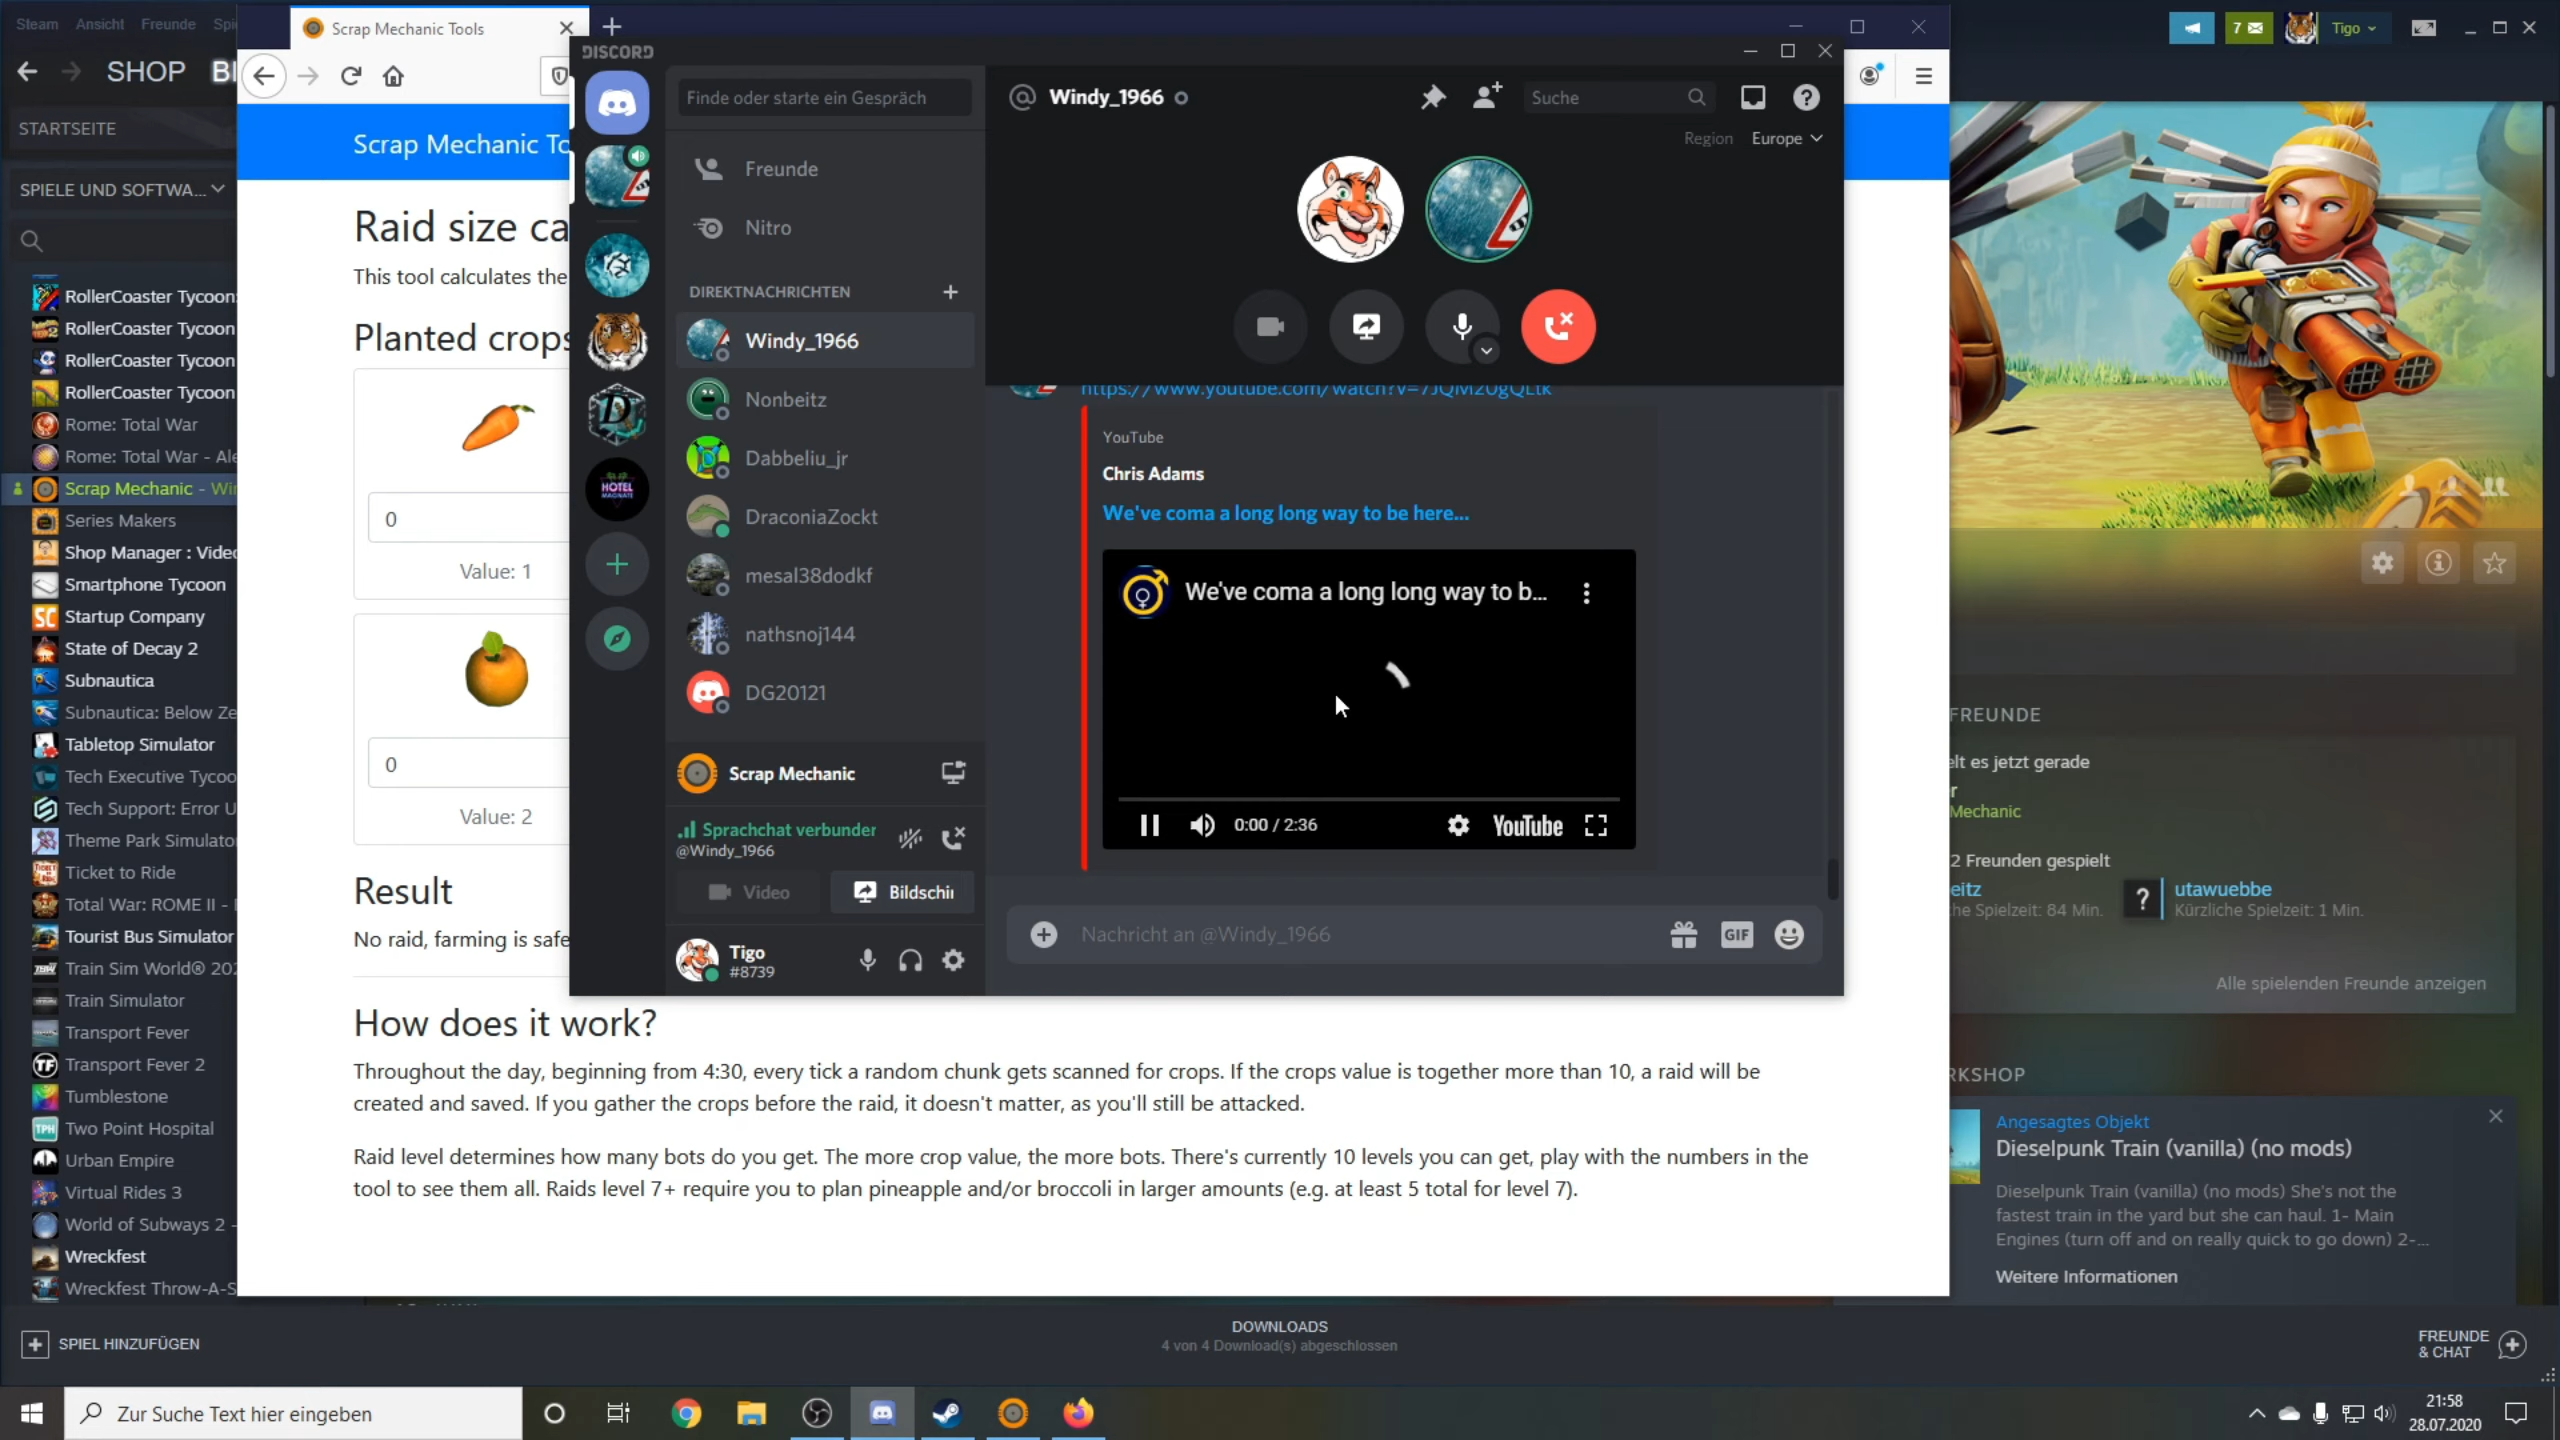 Steam Ansicht Freunde
SHOP
STARTSEITE
SPIELE UND SOFTWA...
RollerCoaster Tycoon
RollerCoaster Tycoon
RollerCoaster Tycoon
RollerCoaster Tycoon
Rome: Total War
Rome: Total War - Ale
Scrap Mechanic - Wi
Series Makers
Shop Manager : Video
Smartphone Tycoon
Startup Company
State of Decay 2
Subnautica
Subnautica: Below Ze
Tabletop Simulator
Tech Executive Tycoo
Tech Support: Error U
Theme Park Simulator
Ticket to Ride
Total War: ROME II -
Tourist Bus Simulator
Train Sim World® 202
Train Simulator
Transport Fever
Transport Fever 2
Tumblestone
Two Point Hospital
Urban Empire
Virtual Rides 3
World of Subways 2 -
Wreckfest
Wreckfest Throw-A-S
SPIEL HINZUFÜGEN
Scrap Mechanic Tools
Scrap Mechanic To
Raid size ca
This tool calculates the
Planted crops
0
Value: 1
0
Value: 2
Result
No raid, farming is safe
How does it work?
Throughout the day, beginning from 4:30, every tick a random chunk gets scanned for crops. If the crops value is together more than 10, a raid will be
created and saved. If you gather the crops before the raid, it doesn't matter, as you'll still be attacked.
Raid level determines how many bots do you get. The more crop value, the more bots. There's currently 10 levels you can get, play with the numbers in the
tool to see them all. Raids level 7+ require you to plan pineapple and/or broccoli in larger amounts (e.g. at least 5 total for level 7).
DISCORD
HOTEL
MAGNATE
Finde oder starte ein Gespräch
Freunde
Nitro
DIREKTNACHRICHTEN
Windy_1966
Nonbeitz
Dabbeliu_jr
DraconiaZockt
mesal38dodkf
nathsnoj144
DG20121
Scrap Mechanic
Sprachchat verbunden
@Windy_1966
Video
Bildschi
Tigo
#8739
@ Windy_1966
Suche
Region Europe
https://www.youtube.com/watch?v=7JQM2UgQLtk
YouTube
Chris Adams
We've coma a long long way to be here...
We've coma a long long way to b...
0:00 / 2:36
YouTube
Nachricht an @Windy_1966
GIF
7
Tigo
FREUNDE
elt es jetzt gerade
r
Mechanic
2 Freunden gespielt
eitz
he Spielzeit: 84 Min.
?
utawuebbe
Kürzliche Spielzeit: 1 Min.
Alle spielenden Freunde anzeigen
RKSHOP
Angesagtes Objekt
Dieselpunk Train (vanilla) (no mods)
Dieselpunk Train (vanilla) (no mods) She's not the
fastest train in the yard but she can haul. 1- Main
Engines (turn off and on really quick to go down) 2-...
Weitere Informationen
DOWNLOADS
4 von 4 Download(s) abgeschlossen
FREUNDE
& CHAT
Zur Suche Text hier eingeben
21:58
28.07.2020